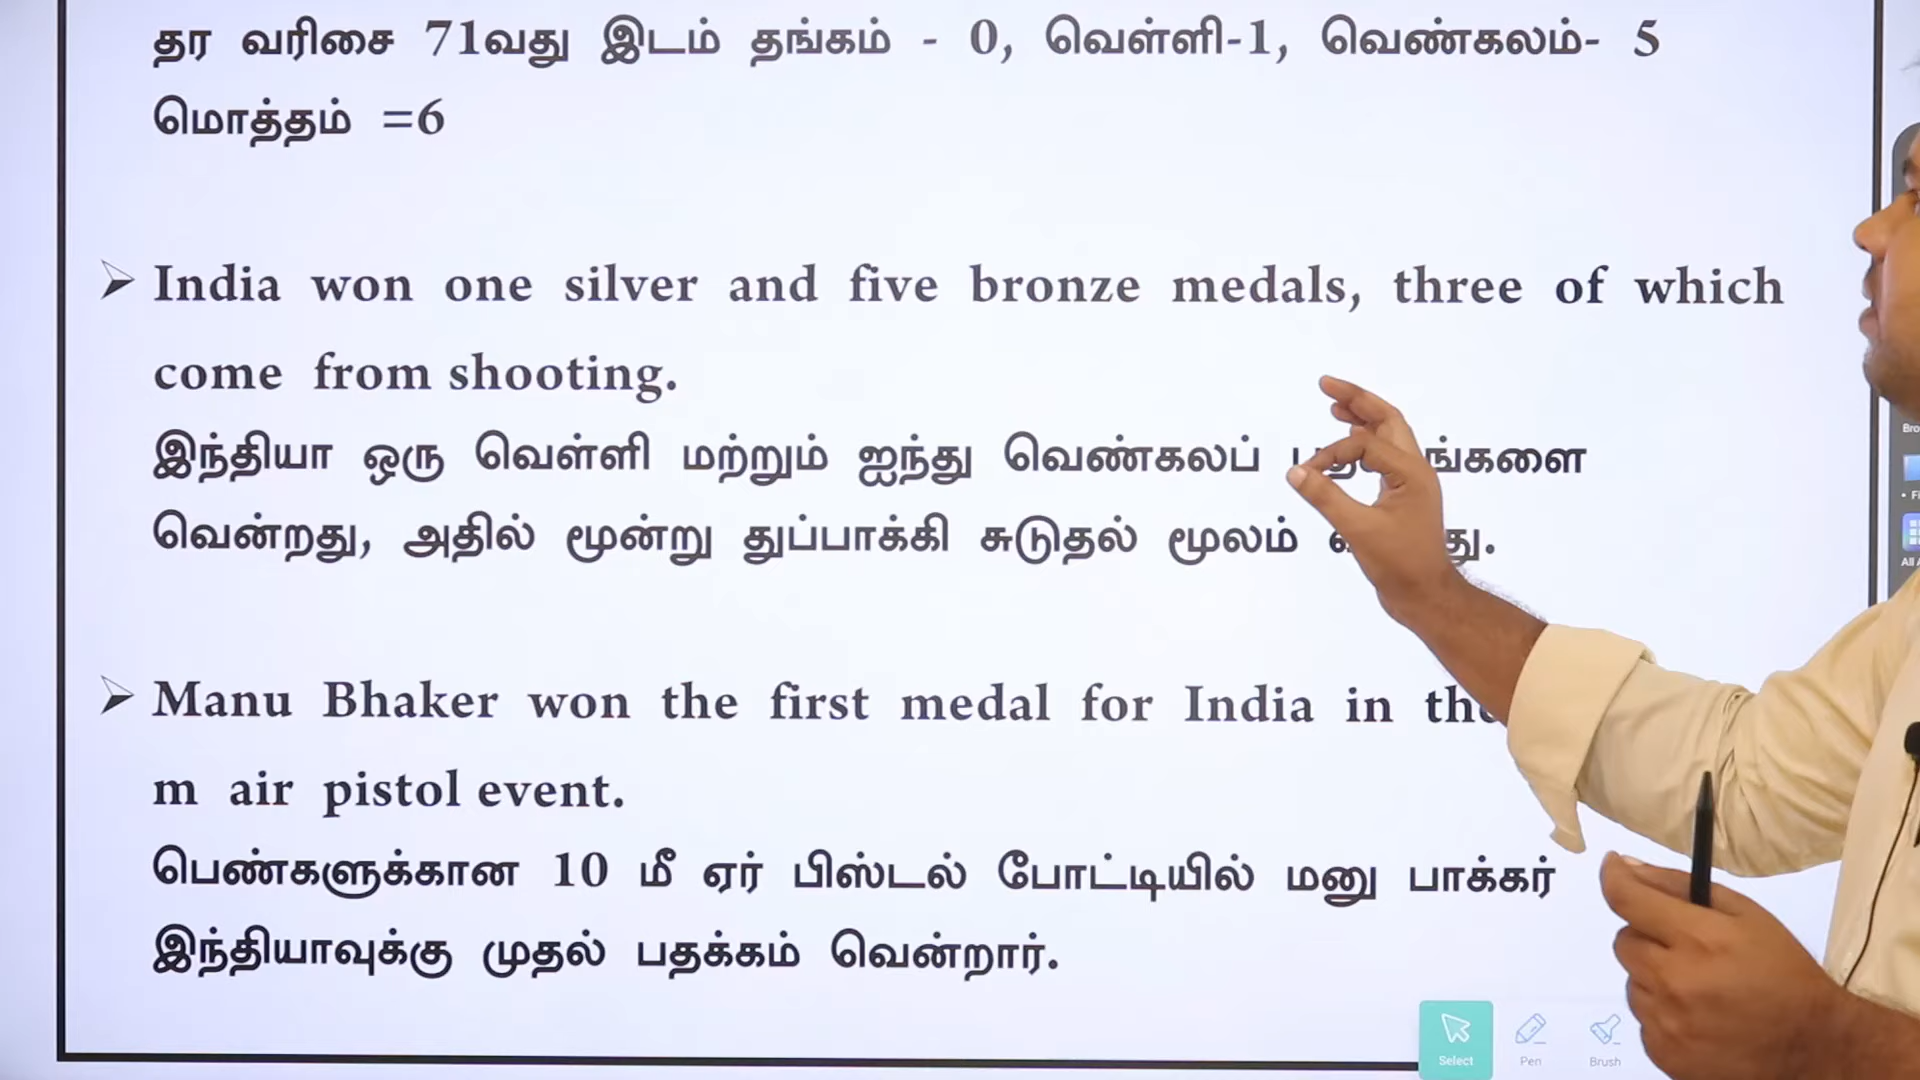 தர வரிசை 71வது இடம் தங்கம் - 0, வெள்ளி-1, வெண்கலம்- 5
மொத்தம் =6
➢ India won one silver and five bronze medals, three of which
come from shooting.
இந்தியா ஒரு வெள்ளி மற்றும் ஐந்து வெண்கலப்
வென்றது, அதில் மூன்று துப்பாக்கி சுடுதல் மூலம்
➢ Manu Bhaker won the first medal for India in the
m air pistol event.
பெண்களுக்கான 10 மீ ஏர் பிஸ்டல் போட்டியில் மனு பாக்கர்
இந்தியாவுக்கு முதல் பதக்கம் வென்றார்.
Select Pen Brush